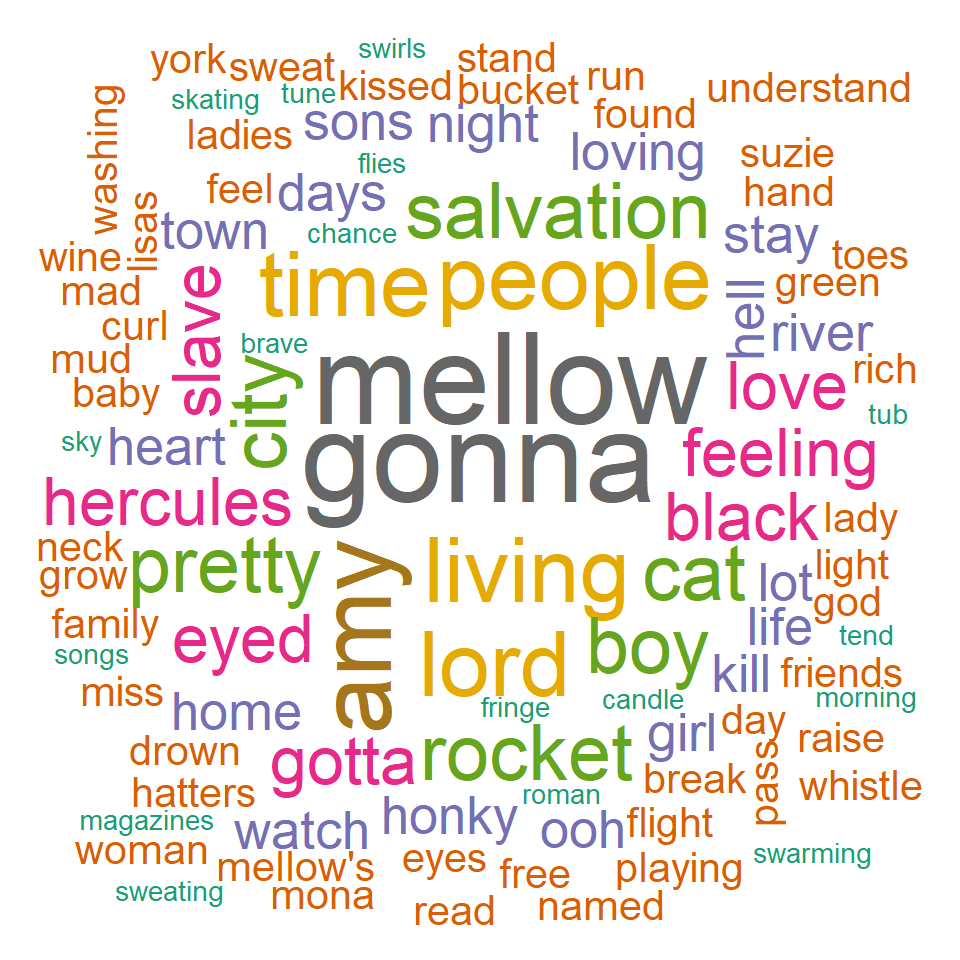 swirls
york
sweat
stand
skating
tune
kissed
bucket
run
understand
washing
ladies
sons
night
found
flies
loving
suzie
feel
days
salvation
hand
lisas
town
chance
stay
toes
wine
time
people
green
mad
slave
hell
river
curl
brave
mellow
rich
mud
baby
city
love
tub
sky
heart
gonna
feeling
hercules
black
lady
neck
pretty
amy
living
cat
lot
light
grow
god
family
eyed
boy
life
tend
songs
lord
kill
friends
miss
home
fringe
candle
morning
drown
gotta
rocket
girl
day
raise
hatters
roman
break
pass
whistle
magazines
watch
honky
ooh
flight
woman
mellow's
eyes
free
playing
swarming
sweating
mona
read
named